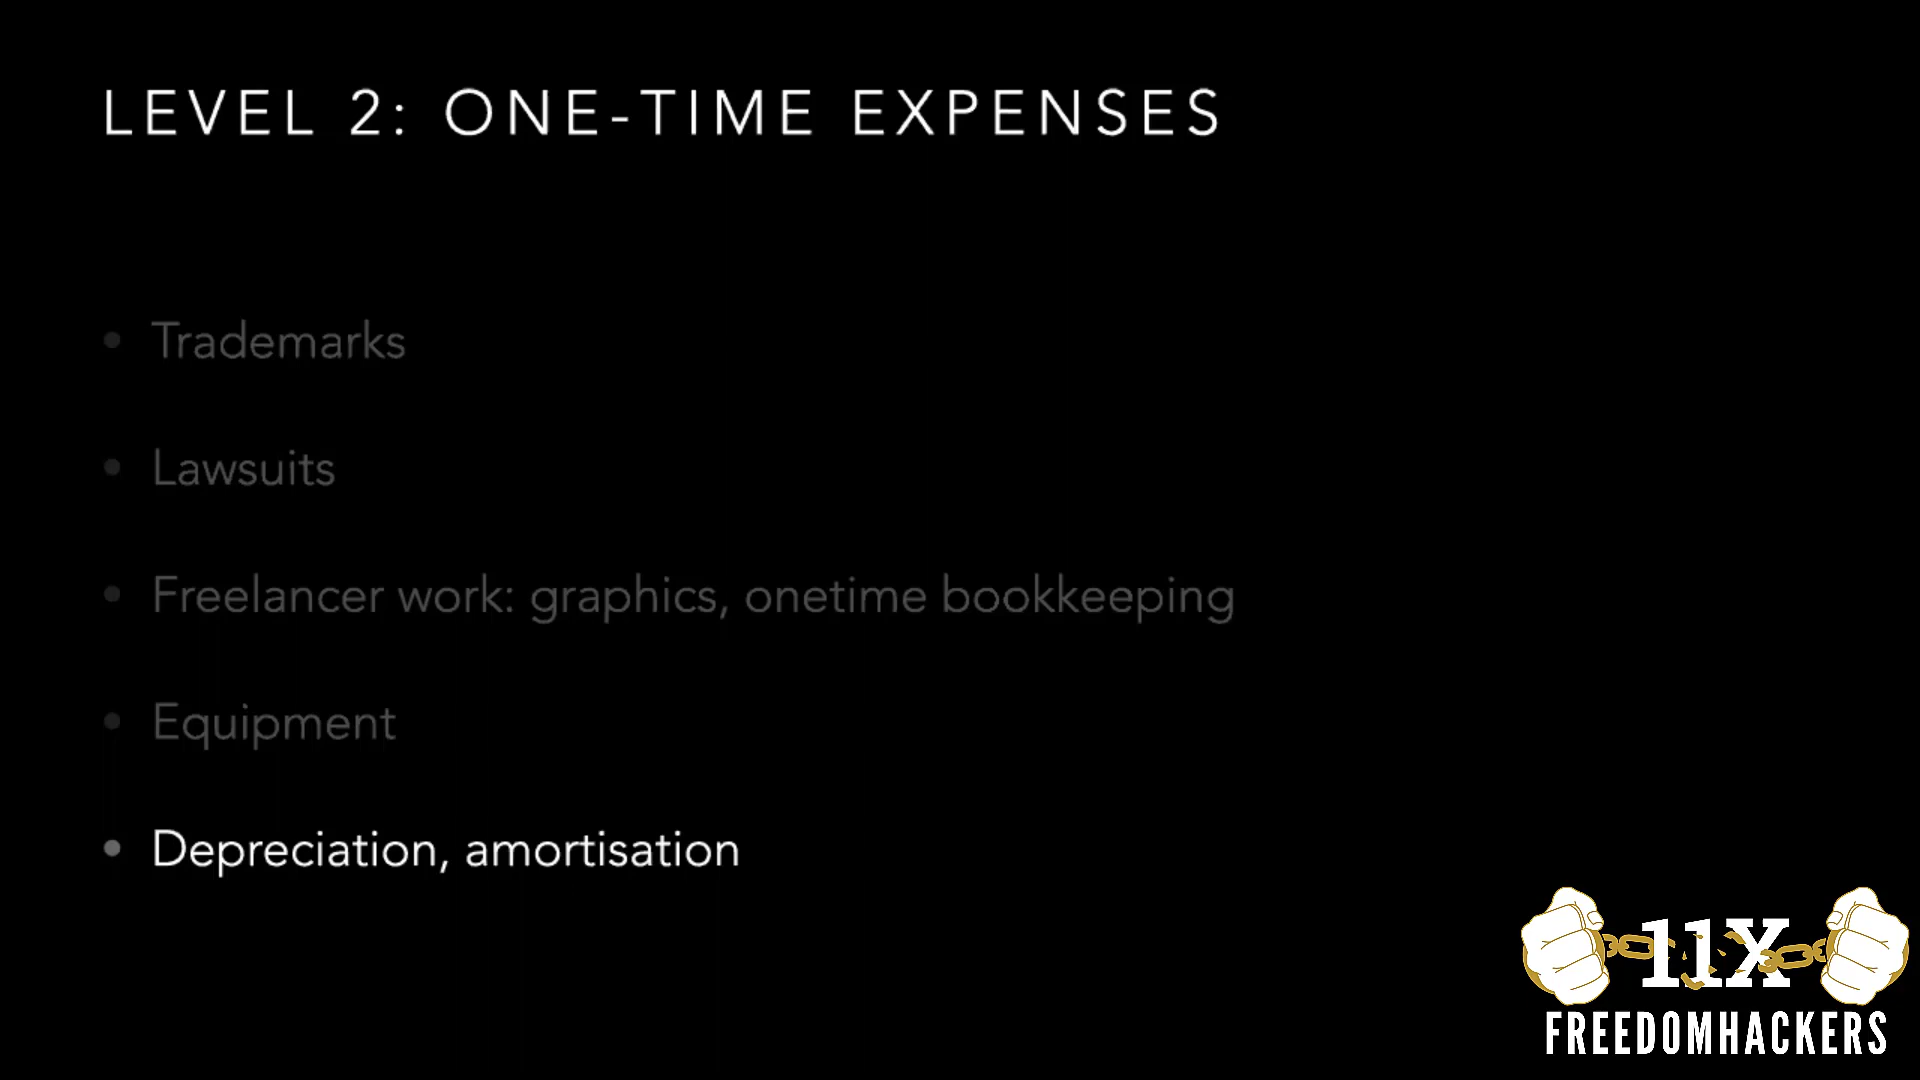 LEVEL 2: ONE-TIME EXPENSES
• Trademarks
• Lawsuits
• Freelancer work: graphics, onetime bookkeeping
• Equipment
• Depreciation, amortisation
11X
FREEDOMHACKERS